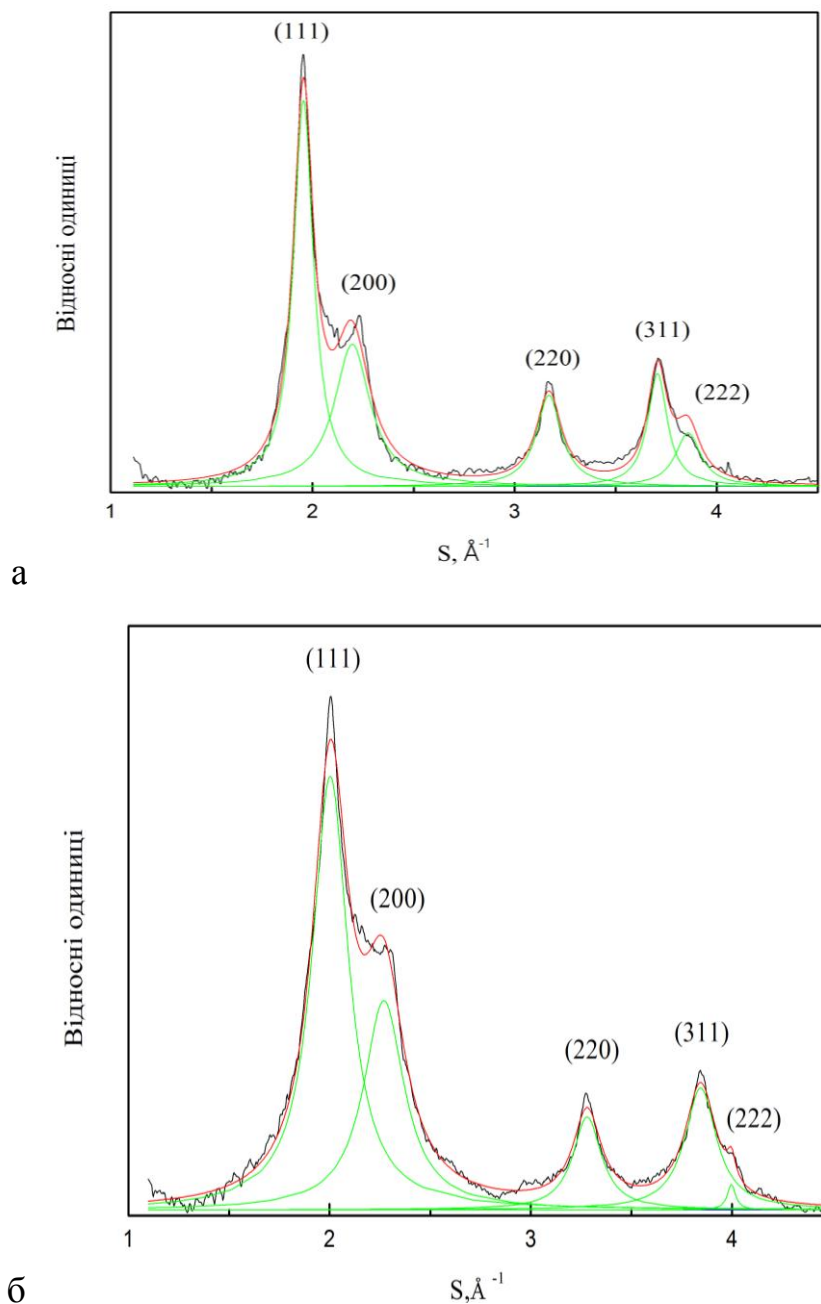 (111)
(200)
(220)
(311)
(222)
Відносні одиниці
1 2 3 4
S, Å⁻¹
а
(111)
(200)
(220)
(311)
(222)
Відносні одиниці
1 2 3 4
S,Å ⁻¹
б